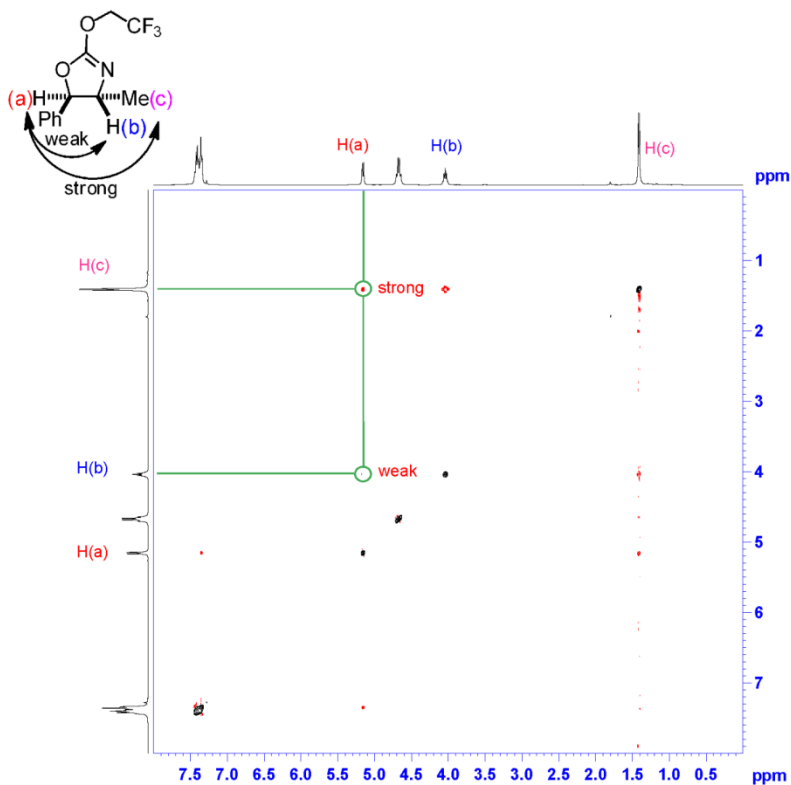 O CF₃
O N
(a)H Me(c)
Ph H(b)
weak
strong
H(a) H(b) H(c)
ppm
H(c) strong 1
2
3
H(b) weak 4
5
H(a)
6
7
7.5 7.0 6.5 6.0 5.5 5.0 4.5 4.0 3.5 3.0 2.5 2.0 1.5 1.0 0.5 ppm